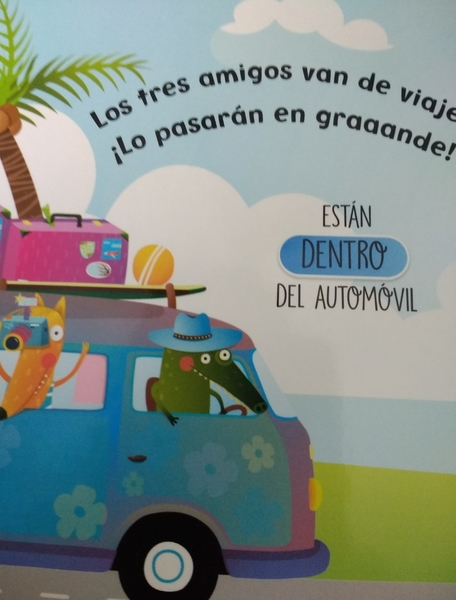 Los tres amigos van de viaje
¡Lo pasarán en graaande!
ESTÁN
DENTRO
DEL AUTOMÓVIL